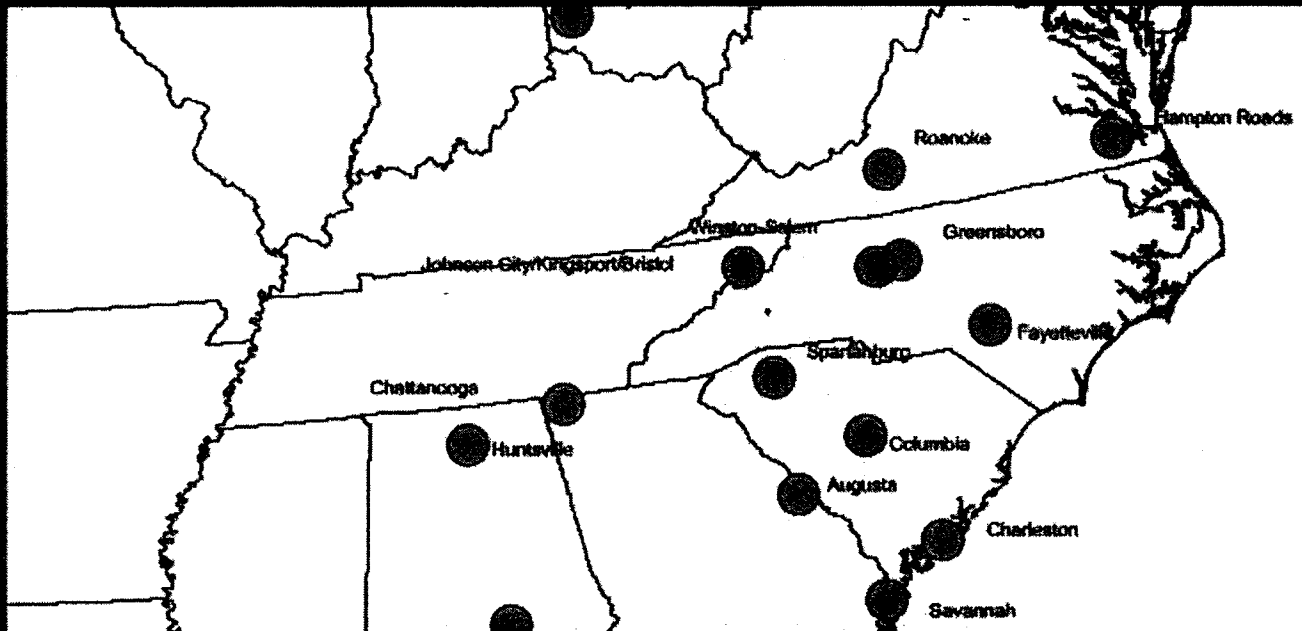 Hampton Roads
Roanoke
Winston-Salem
Greensboro
Johnson City/Kingsport/Bristol
Fayetteville
Spartanburg
Chattanooga
Columbia
Huntsville
Augusta
Charleston
Savannah